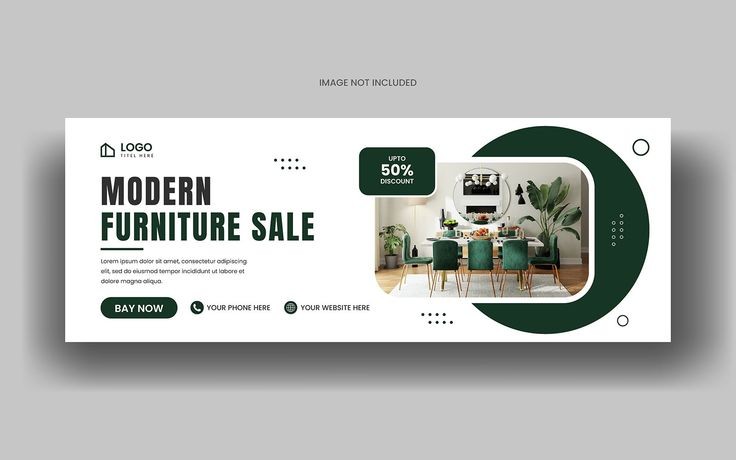 IMAGE NOT INCLUDED
LOGO
TITEL HERE
MODERN
FURNITURE SALE
Lorem ipsum dolor sit amet, consectetur adipiscing
elit, sed do eiusmod tempor incididunt ut labore et
dolore magna aliqua.
BAY NOW
YOUR PHONE HERE
YOUR WEBSITE HERE
UPTO
50%
DISCOUNT